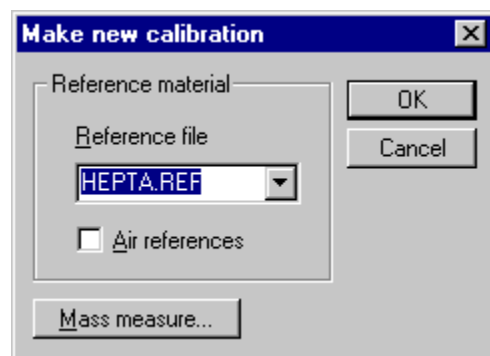 Make new calibration
Reference material
OK
Reference file
Cancel
HEPTA.REF
Air references
Mass measure...